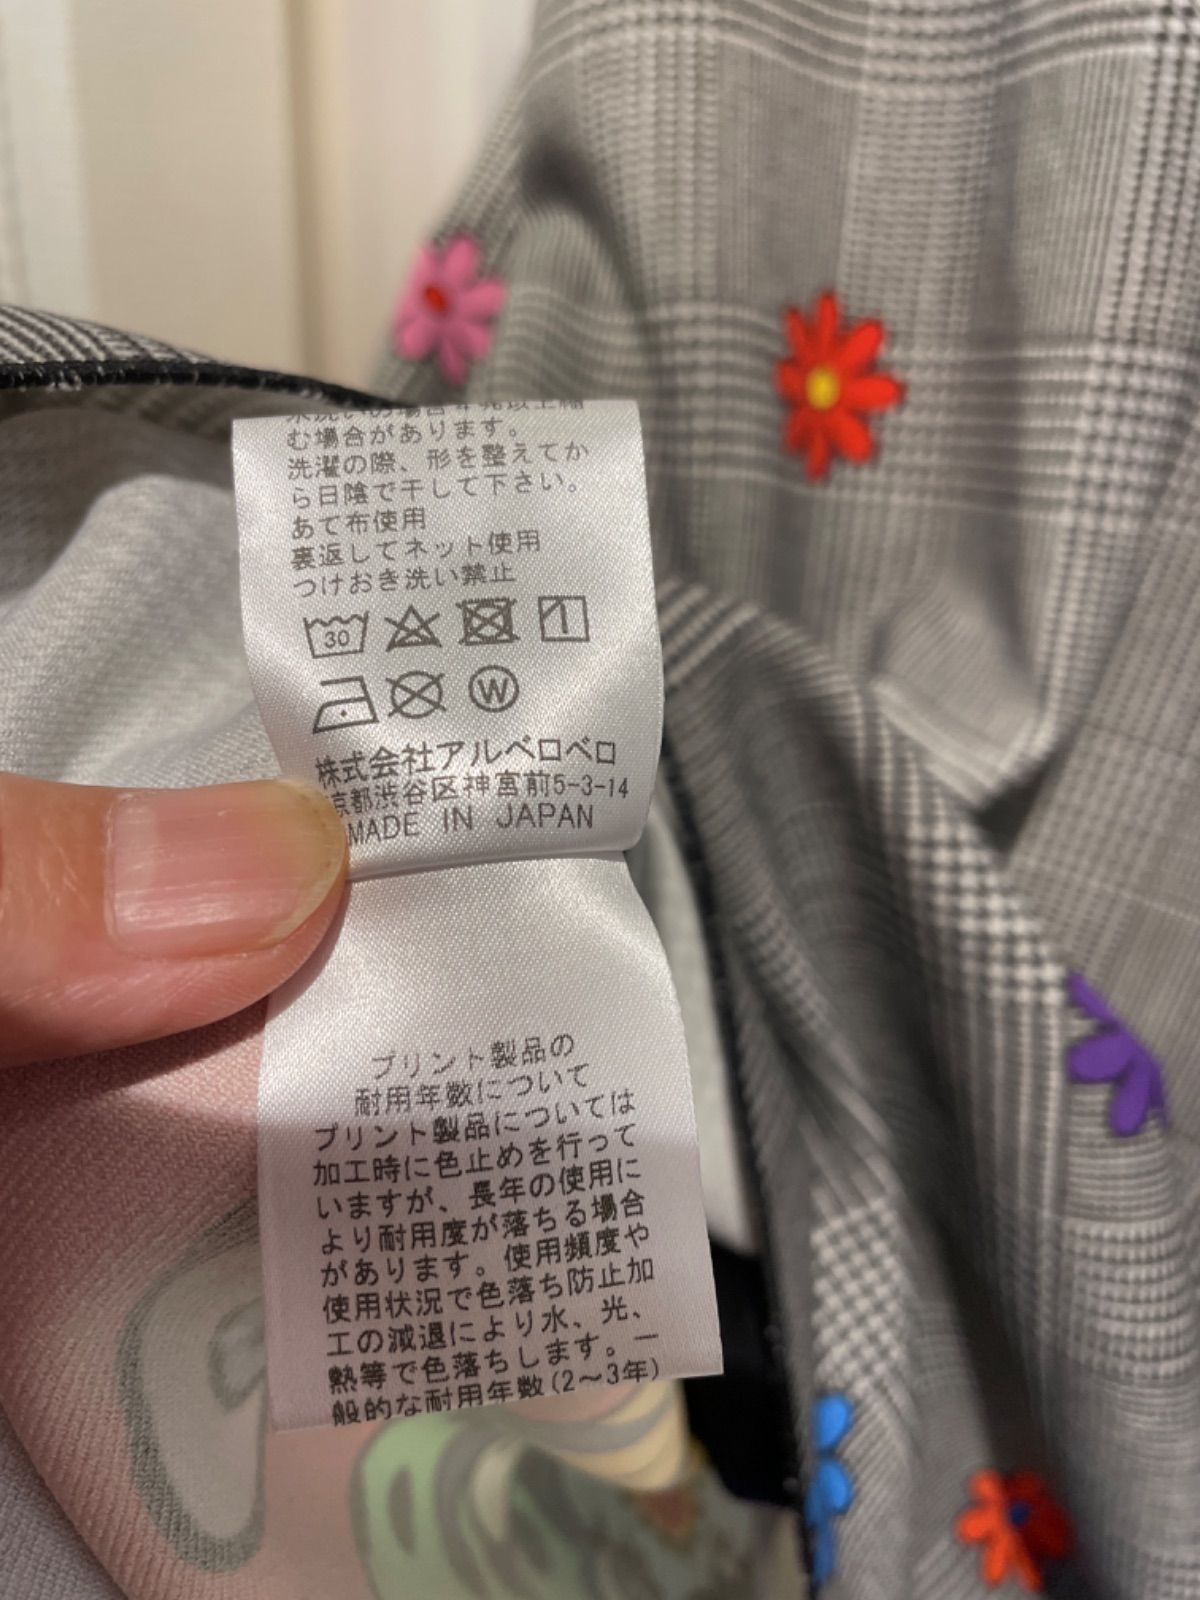 む場合があります。
洗濯の際、形を整えてか
ら日陰で干して下さい。
あて布使用
裏返してネット使用
つけおき洗い禁止
30
W
株式会社アルベロベロ
京都渋谷区神宮前5-3-14
MADE IN JAPAN
プリント製品の
耐用年数について
プリント製品については
加工時に色止めを行って
いますが、長年の使用に
より耐用度が落ちる場合
があります。使用頻度や
使用状況で色落ち防止加
工の減退により水、光、
熱等で色落ちします。一
般的な耐用年数(2〜3年)